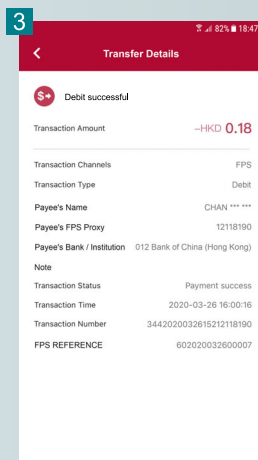 3
82% 18:47
Transfer Details
Debit successful
Transaction Amount -HKD 0.18
Transaction Channels FPS
Transaction Type Debit
Payee's Name CHAN *** ***
Payee's FPS Proxy 12118190
Payee's Bank / Institution 012 Bank of China (Hong Kong)
Note
Transaction Status Payment success
Transaction Time 2020-03-26 16:00:16
Transaction Number 3442020032615212118190
FPS REFERENCE 602020032600007